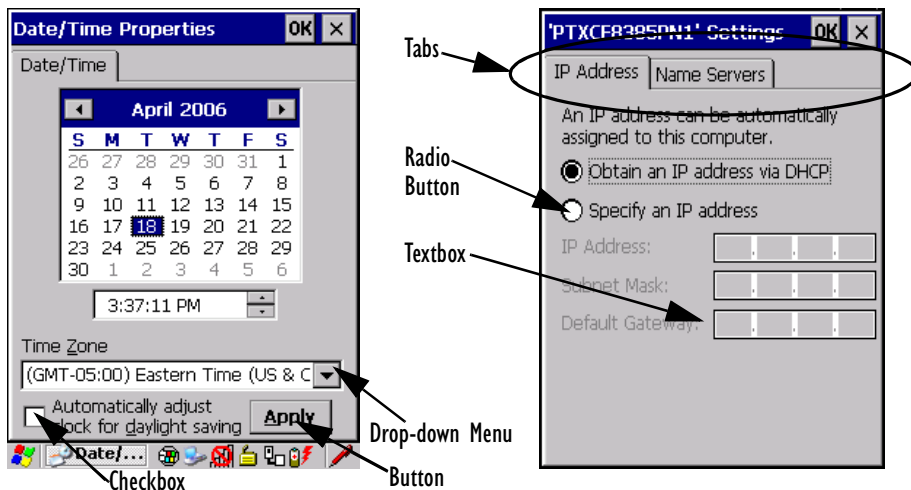 Date/Time Properties OK ×
Date/Time
April 2006
S M T W T F S
26 27 28 29 30 31 1
2 3 4 5 6 7 8
9 10 11 12 13 14 15
16 17 18 19 20 21 22
23 24 25 26 27 28 29
30 1 2 3 4 5 6
3:37:11 PM
Time Zone
(GMT-05:00) Eastern Time (US & C
Automatically adjust
clock for daylight saving
Apply
Date/...
Checkbox
Drop-down Menu
Button
Tabs
Radio
Button
Textbox
'PTXCF8385PN1' Settings OK ×
IP Address Name Servers
An IP address can be automatically
assigned to this computer.
Obtain an IP address via DHCP
Specify an IP address
IP Address:
Subnet Mask:
Default Gateway: